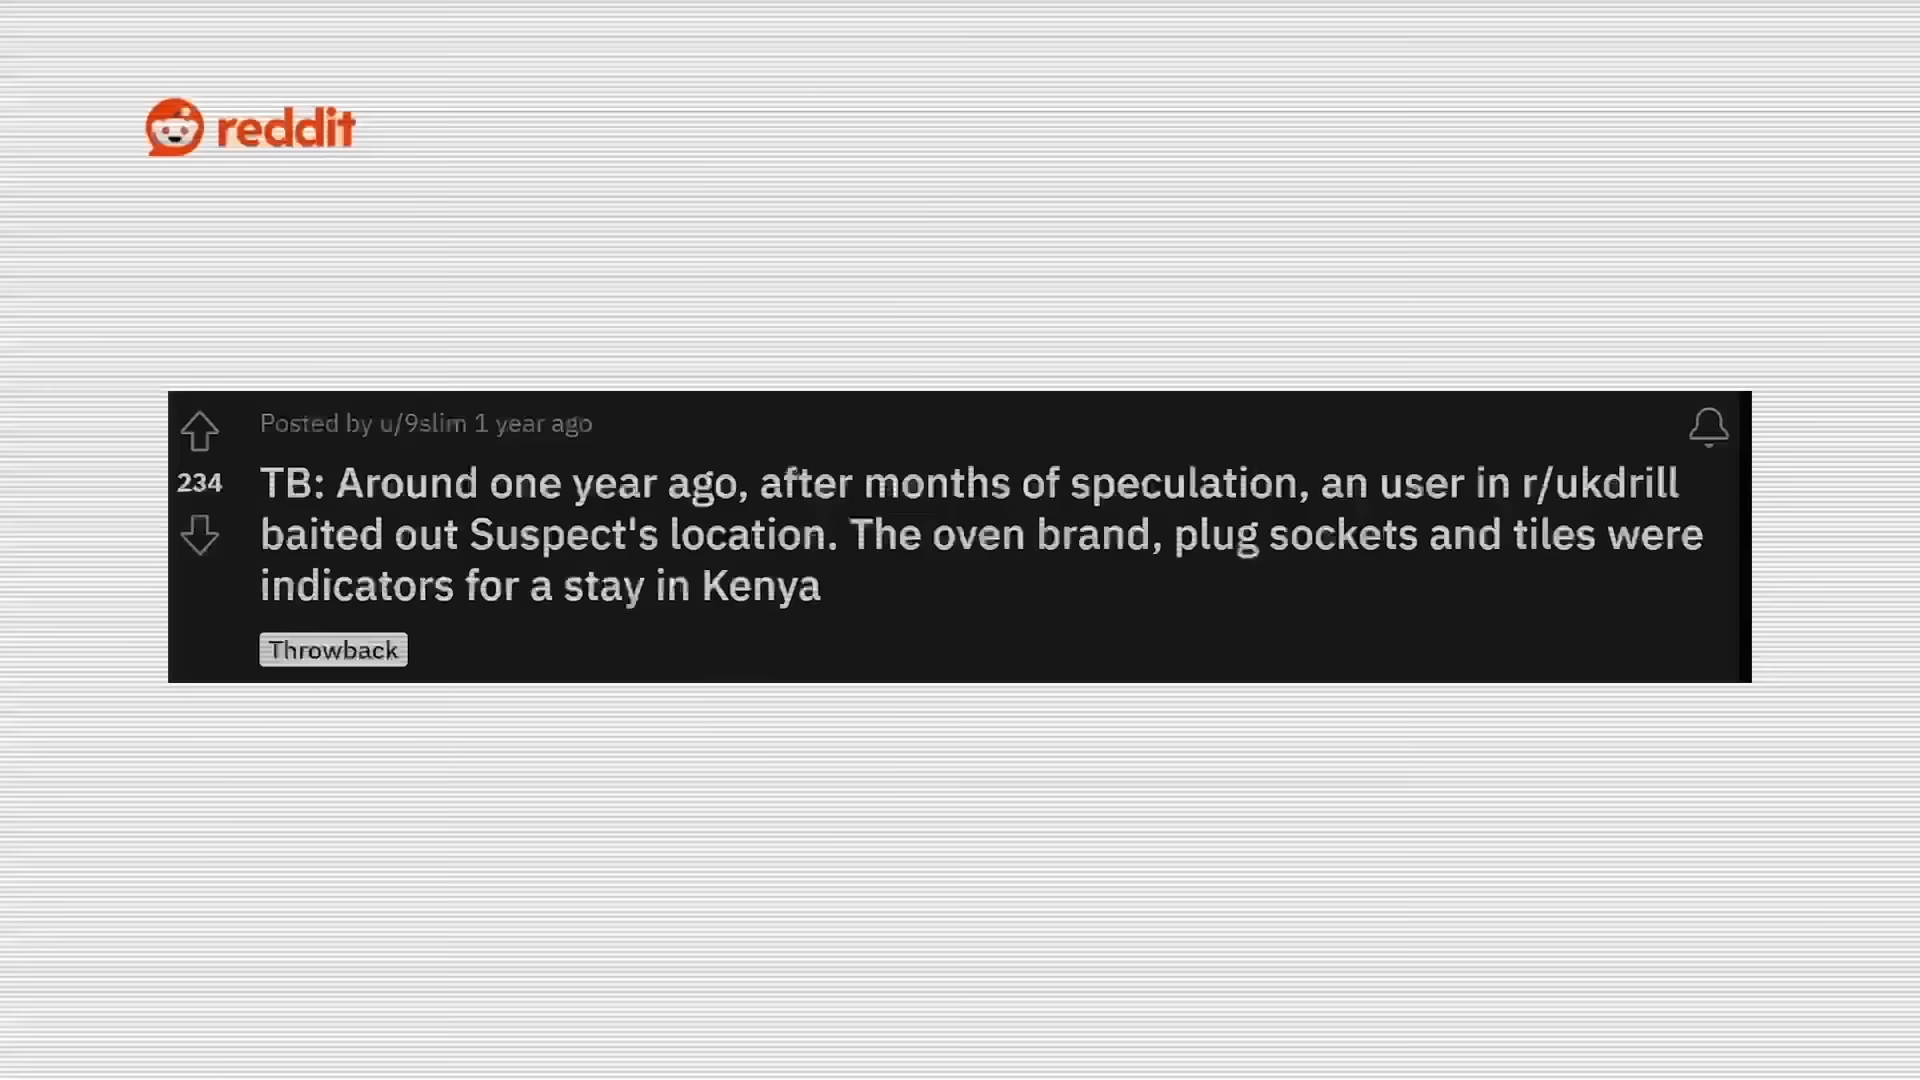 reddit
Posted by u/9slim 1 year ago
234
TB: Around one year ago, after months of speculation, an user in r/ukdrill
baited out Suspect's location. The oven brand, plug sockets and tiles were
indicators for a stay in Kenya
Throwback